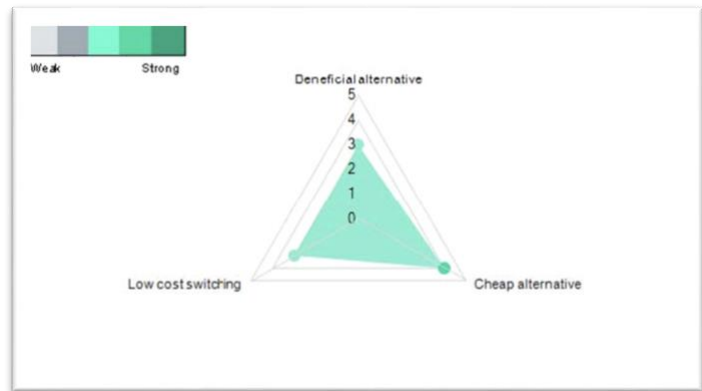 Weak Strong
Deneficial alternative
5
4
3
2
1
0
Low cost switching
Cheap alternative